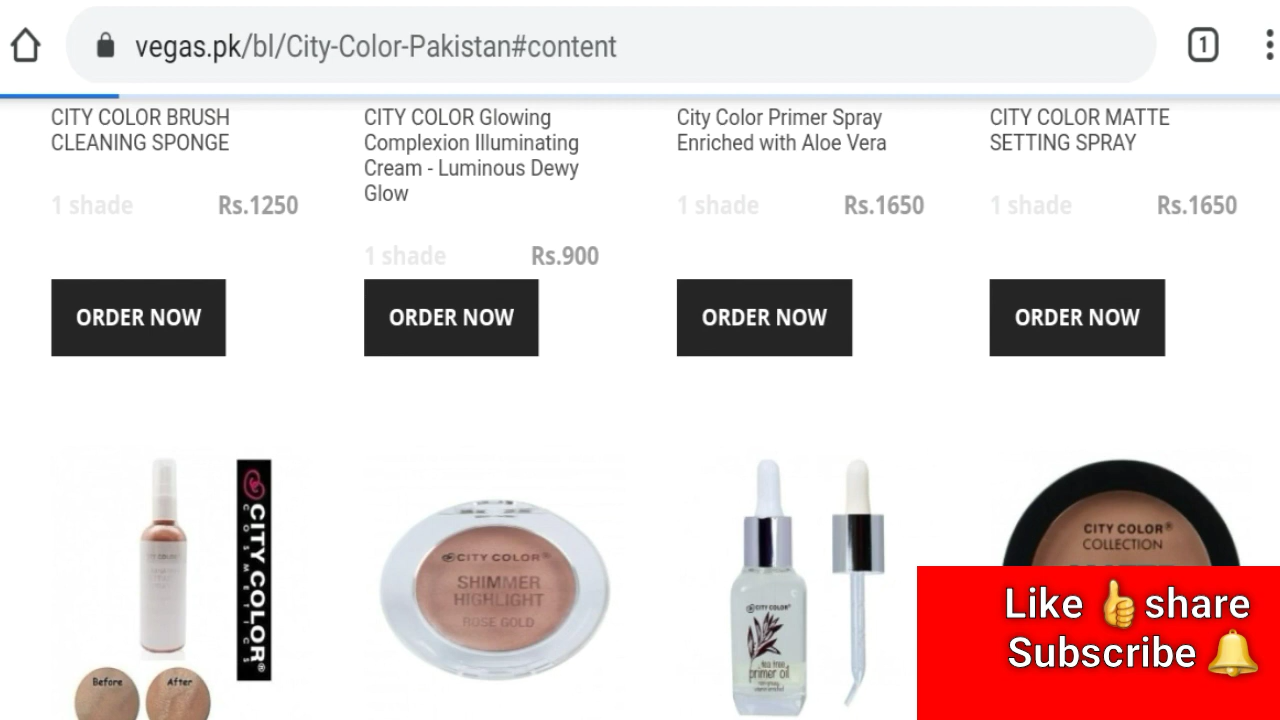 vegas.pk/bl/City-Color-Pakistan#content
1
CITY COLOR BRUSH
CLEANING SPONGE
1 shade Rs.1250
ORDER NOW
CITY COLOR Glowing
Complexion Illuminating
Cream - Luminous Dewy
Glow
1 shade Rs.900
ORDER NOW
City Color Primer Spray
Enriched with Aloe Vera
1 shade Rs.1650
ORDER NOW
CITY COLOR MATTE
SETTING SPRAY
1 shade Rs.1650
ORDER NOW
CITY COLOR®
COSMETICS
Before After
CITY COLOR®
SHIMMER
HIGHLIGHT
ROSE GOLD
CITY COLOR®
tea tree
primer oil
CITY COLOR®
COLLECTION
Like 👍 share
Subscribe 🔔